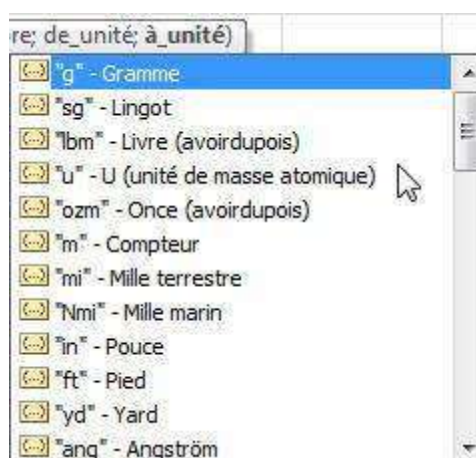 re; de_unité; à_unité)
"g" - Gramme
"sg" - Lingot
"lbm" - Livre (avoirdupois)
"u" - U (unité de masse atomique)
"ozm" - Once (avoirdupois)
"m" - Compteur
"mi" - Mille terrestre
"Nmi" - Mille marin
"in" - Pouce
"ft" - Pied
"yd" - Yard
"ang" - Angström